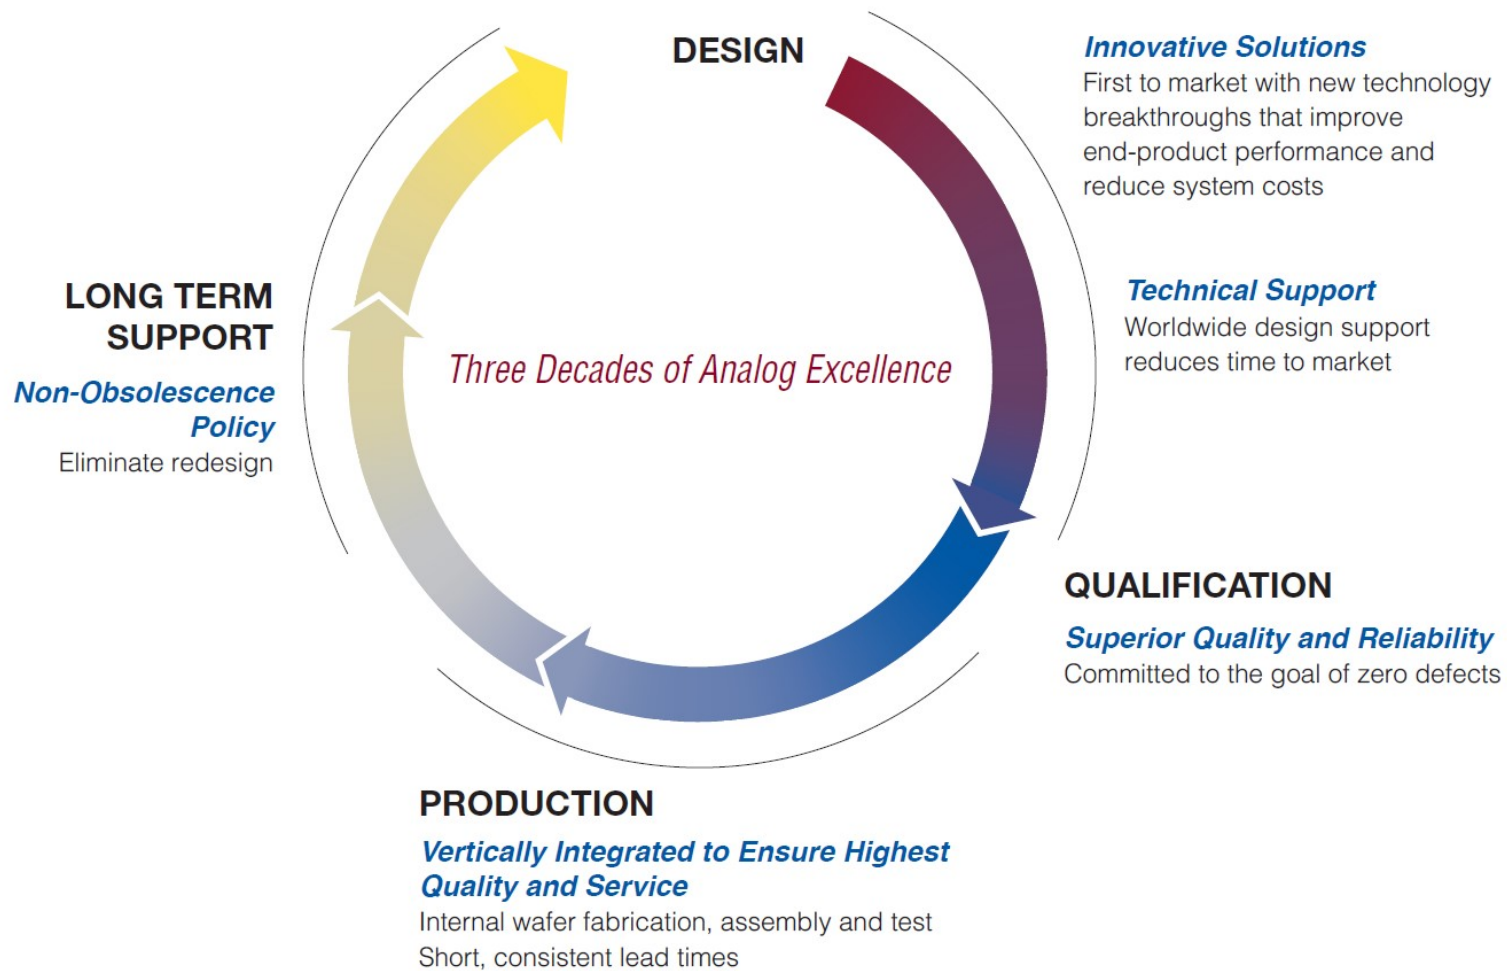 DESIGN
Innovative Solutions
First to market with new technology
breakthroughs that improve
end-product performance and
reduce system costs
Technical Support
Worldwide design support
reduces time to market
QUALIFICATION
Superior Quality and Reliability
Committed to the goal of zero defects
PRODUCTION
Vertically Integrated to Ensure Highest
Quality and Service
Internal wafer fabrication, assembly and test
Short, consistent lead times
LONG TERM
SUPPORT
Non-Obsolescence
Policy
Eliminate redesign
Three Decades of Analog Excellence